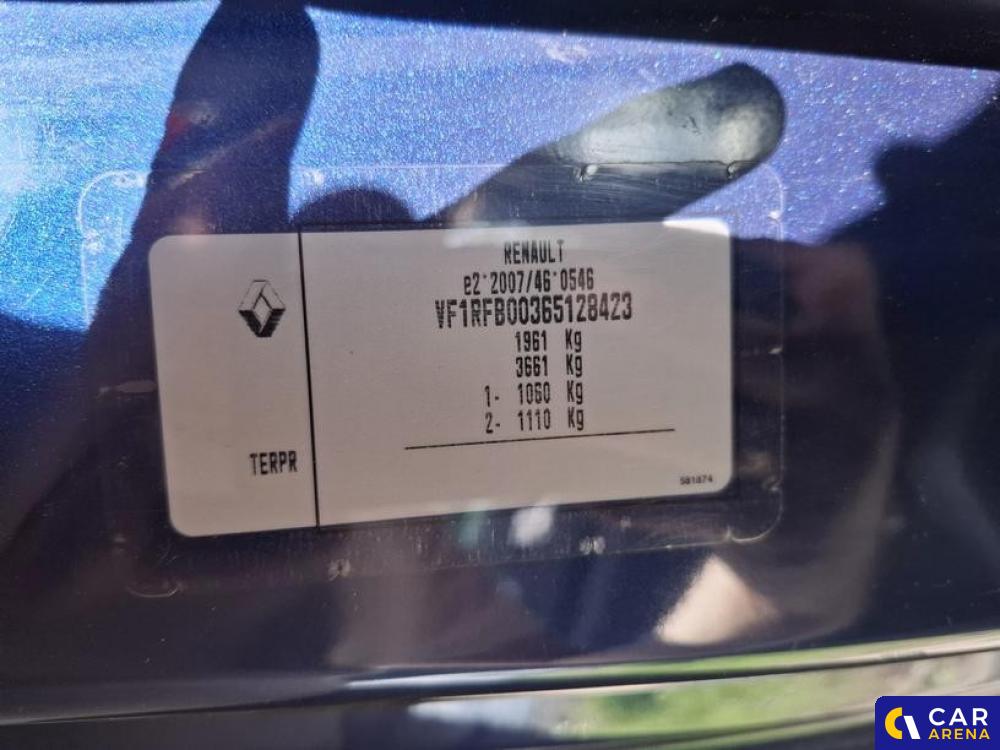 RENAULT
e2*2007/46*0546
VF1RFB00365128423
1961 Kg
3661 Kg
1- 1060 Kg
2- 1110 Kg
TERPR
581874
CAR
ARENA